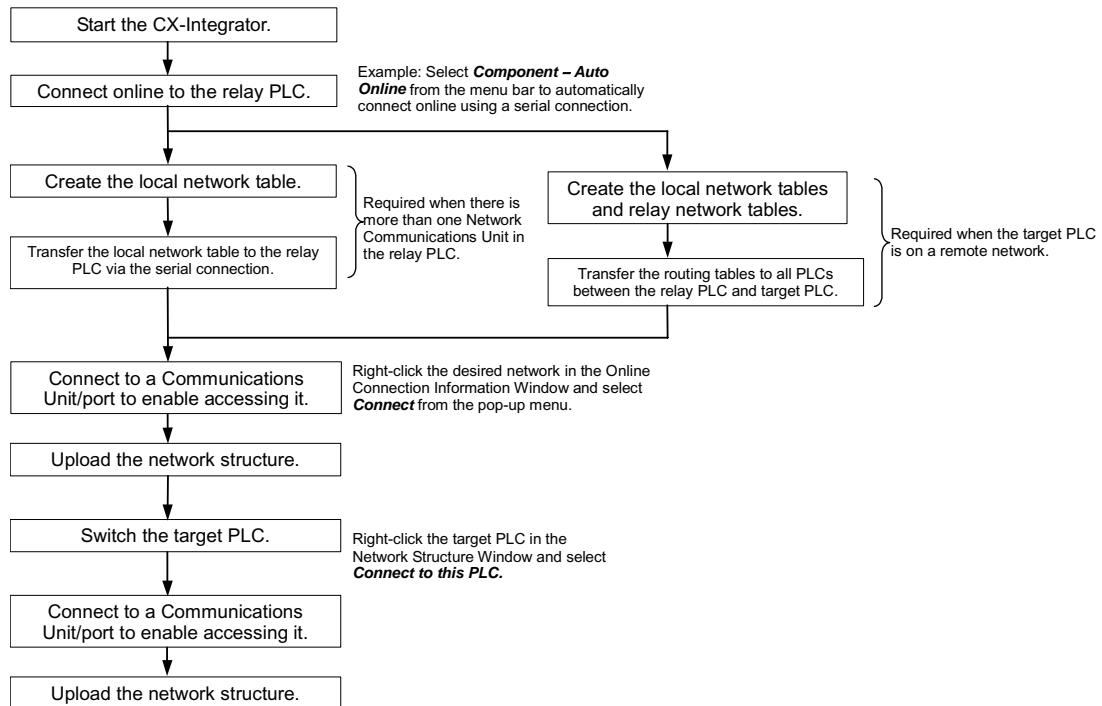 Start the CX-Integrator.
Connect online to the relay PLC.
Example: Select Component – Auto
Online from the menu bar to automatically
connect online using a serial connection.
Create the local network table.
Transfer the local network table to the relay
PLC via the serial connection.
Required when there is
more than one Network
Communications Unit in
the relay PLC.
Create the local network tables
and relay network tables.
Transfer the routing tables to all PLCs
between the relay PLC and target PLC.
Required when the target PLC
is on a remote network.
Connect to a Communications
Unit/port to enable accessing it.
Right-click the desired network in the Online
Connection Information Window and select
Connect from the pop-up menu.
Upload the network structure.
Switch the target PLC.
Right-click the target PLC in the
Network Structure Window and select
Connect to this PLC.
Connect to a Communications
Unit/port to enable accessing it.
Upload the network structure.